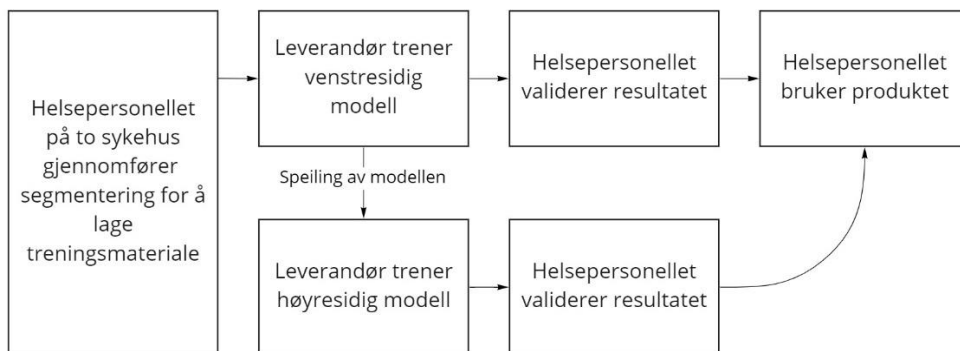 Helsepersonellet
på to sykehus
gjennomfører
segmentering for å
lage
treningsmateriale
Leverandør trener
venstresidig
modell
Helsepersonellet
validerer resultatet
Helsepersonellet
bruker produktet
Speiling av modellen
Leverandør trener
høyresidig modell
Helsepersonellet
validerer resultatet